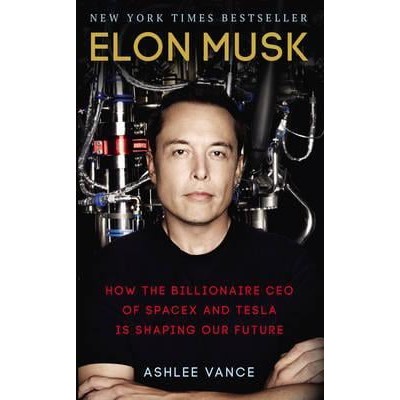 NEW YORK TIMES BESTSELLER
ELON MUSK
HOW THE BILLIONAIRE CEO
OF SPACEX AND TESLA
IS SHAPING OUR FUTURE
ASHLEE VANCE